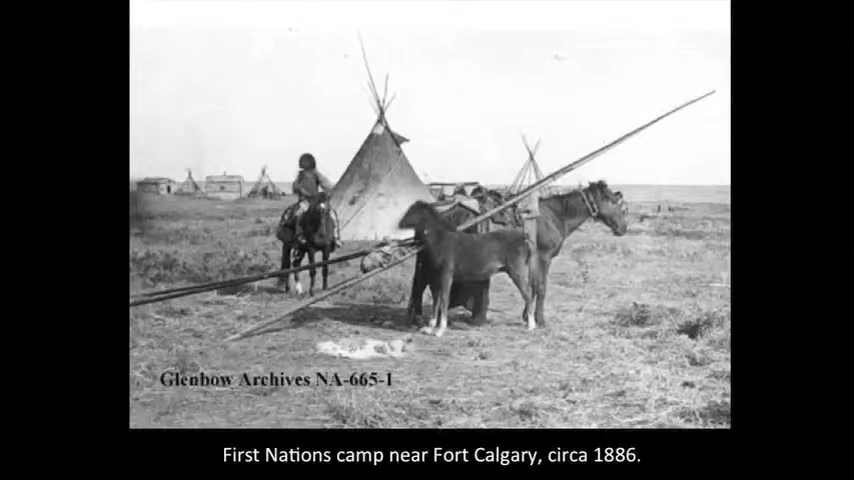 Glenbow Archives NA-665-1
First Nations camp near Fort Calgary, circa 1886.